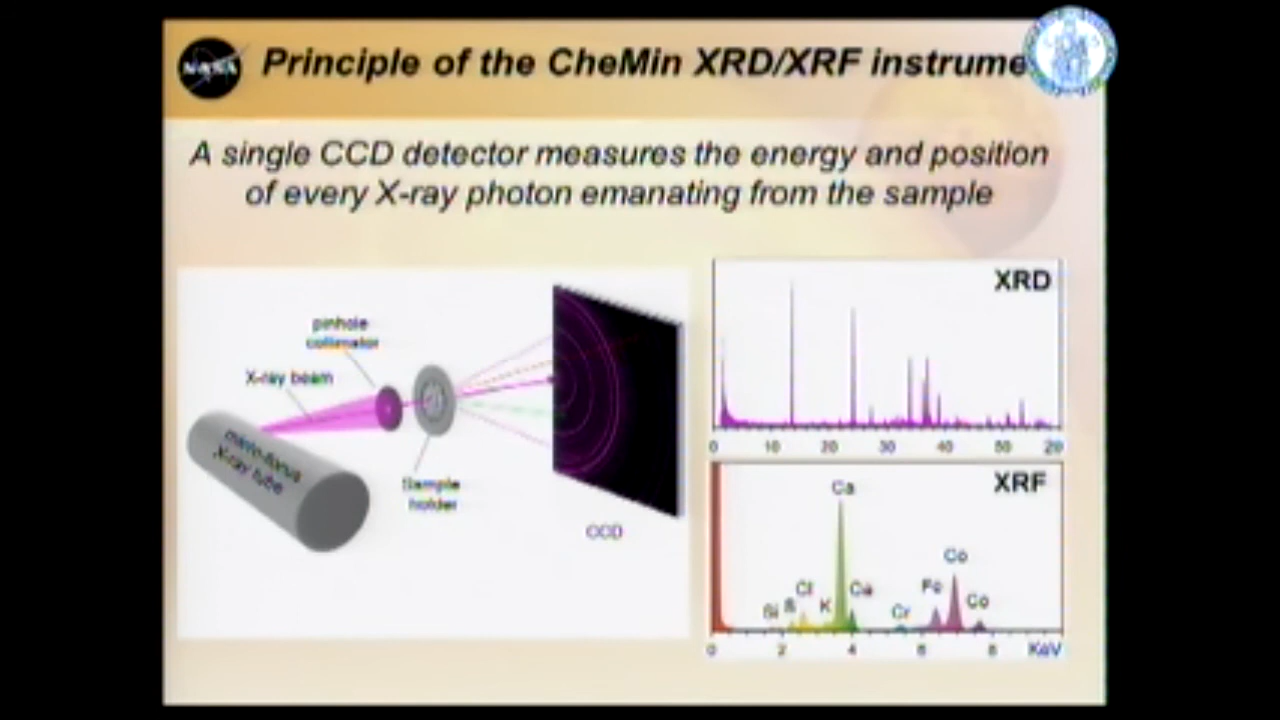 NASA
Principle of the CheMin XRD/XRF instrume
A single CCD detector measures the energy and position
of every X-ray photon emanating from the sample
pinhole
collimator
X-ray beam
X-ray tube
Sample
holder
CCD
XRD
0 10 20 30 40 50 2θ
XRF
Ca
Co
Cl
Ca
Fe
Co
Si
S
K
Cr
0 2 4 6 8 KeV